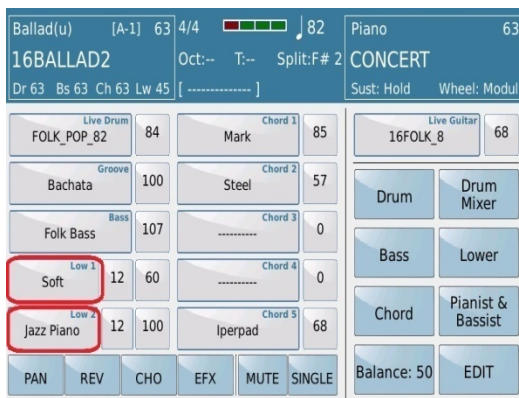 Ballad(u) [A-1] 63 4/4 82 Piano 63
16BALLAD2 Oct:-- T:-- Split:F# 2 CONCERT
Dr 63 Bs 63 Ch 63 Lw 45 [ -------------- ] Sust: Hold Wheel: Modul
Live Drum Chord 1 Live Guitar
FOLK_POP_82 84 Mark 85 16FOLK_8 68
Groove Chord 2
Bachata 100 Steel 57 Drum Drum Mixer
Bass Chord 3
Folk Bass 107 ---------- 0 Bass Lower
Low 1 Chord 4
Soft 12 60 ---------- 0
Low 2 Chord 5 Chord Pianist & Bassist
Jazz Piano 12 100 Iperpad 68
PAN REV CHO EFX MUTE SINGLE Balance: 50 EDIT